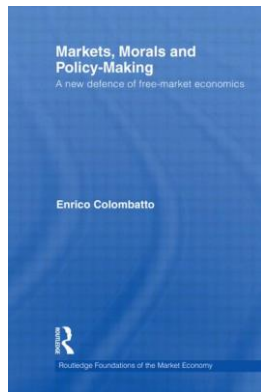 Markets, Morals and
Policy-Making
A new defence of free-market economics
Enrico Colombatto
ROUTLEDGE
Routledge Foundations of the Market Economy